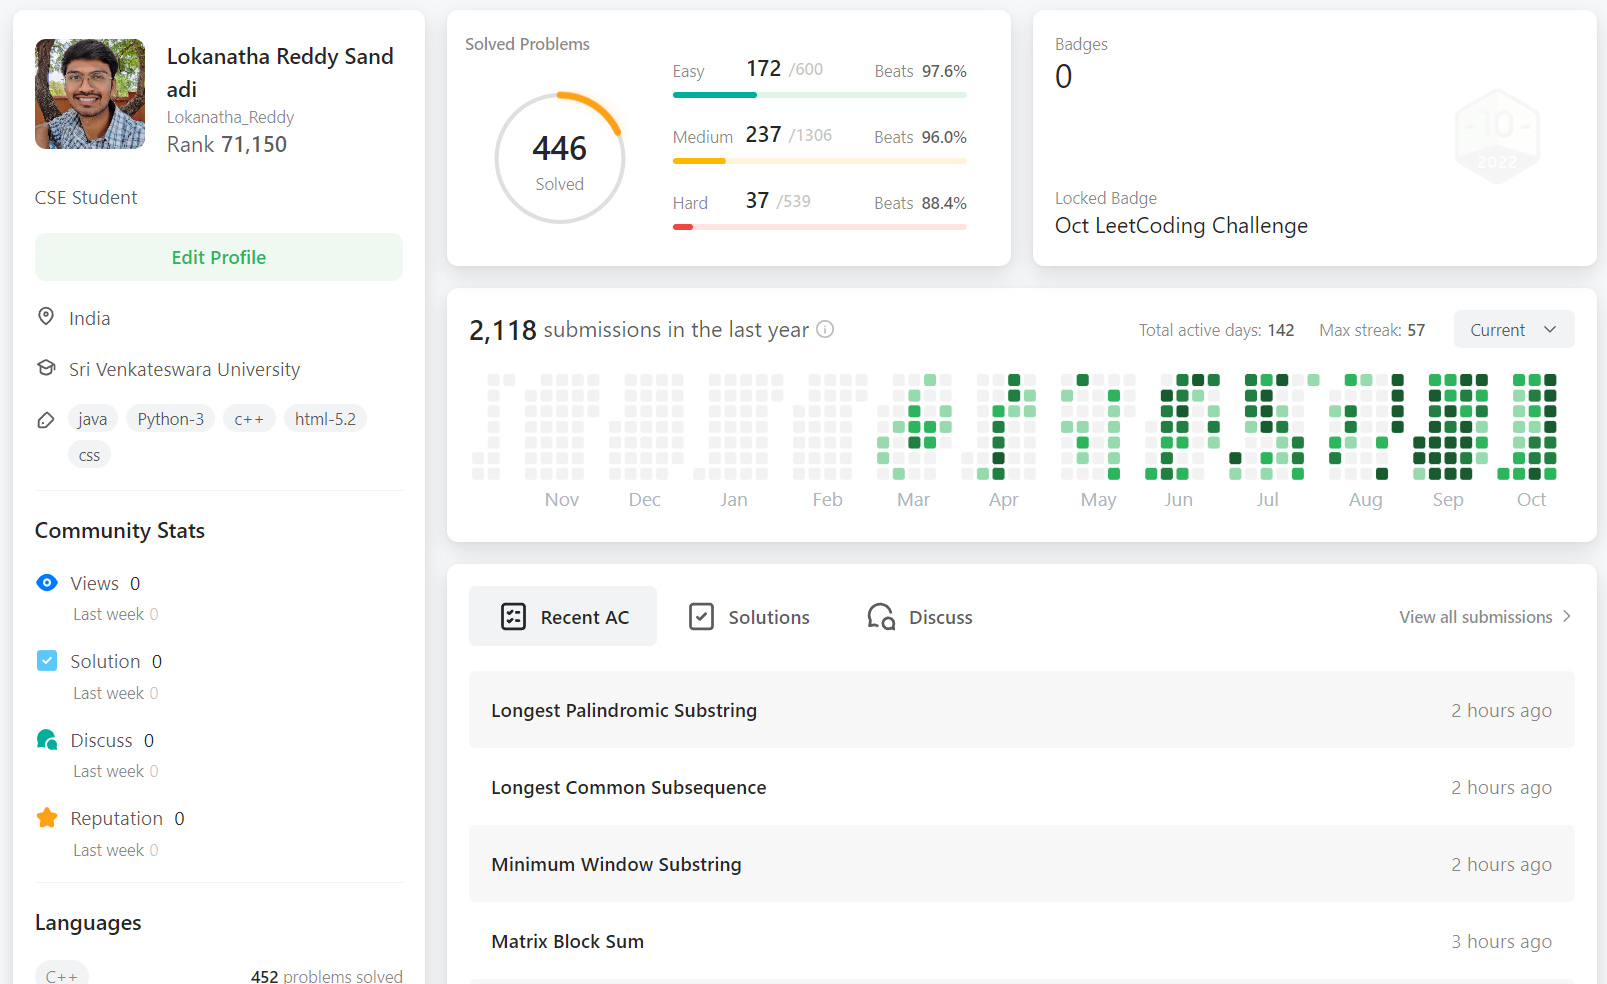 Lokanatha Reddy Sand
adi
Lokanatha_Reddy
Rank 71,150
CSE Student
Edit Profile
India
Sri Venkateswara University
java Python-3 c++ html-5.2
css
Community Stats
Views 0
Last week 0
Solution 0
Last week 0
Discuss 0
Last week 0
Reputation 0
Last week 0
Languages
C++ 452 problems solved
Solved Problems
446
Solved
Easy 172 /600 Beats 97.6%
Medium 237 /1306 Beats 96.0%
Hard 37 /539 Beats 88.4%
Badges
0
10
2022
Locked Badge
Oct LeetCoding Challenge
2,118 submissions in the last year Total active days: 142 Max streak: 57 Current
Nov Dec Jan Feb Mar Apr May Jun Jul Aug Sep Oct
Recent AC Solutions Discuss View all submissions
Longest Palindromic Substring 2 hours ago
Longest Common Subsequence 2 hours ago
Minimum Window Substring 2 hours ago
Matrix Block Sum 3 hours ago